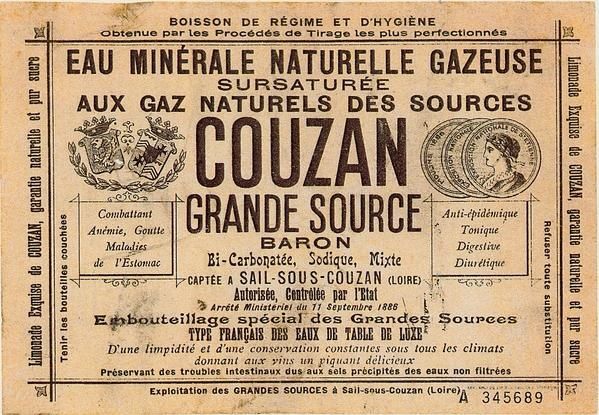 BOISSON DE RÉGIME ET D'HYGIÈNE
Obtenue par les Procédés de Tirage les plus perfectionnés
EAU MINÉRALE NATURELLE GAZEUSE
SURSATURÉE
AUX GAZ NATURELS DES SOURCES
COUZAN
GRANDE SOURCE
BARON
Bi-Carbonatée, Sodique, Mixte
CAPTÉE A SAIL-SOUS-COUZAN (LOIRE)
Autorisée, Contrôlée par l'Etat
Arrêté Ministériel du 11 Septembre 1886
Embouteillage spécial des Grandes Sources
TYPE FRANÇAIS DES EAUX DE TABLE DE LUXE
D'une limpidité et d'une conservation constantes sous tous les climats
donnant aux vins un piquant délicieux
Préservant des troubles intestinaux dus aux sels précipités des eaux non filtrées
Exploitation des GRANDES SOURCES à Sail-sous-Couzan (Loire)
A 345689
Combattant
Anémie, Goutte
Maladies
de l'Estomac
Anti-épidémique
Tonique
Digestive
Diurétique
Limonade Exquise de COUZAN, garantie naturelle et pur sucre
Tenir les bouteilles couchées
Refuser toute substitution
Limonade Exquise de COUZAN, garantie naturelle et pur sucre